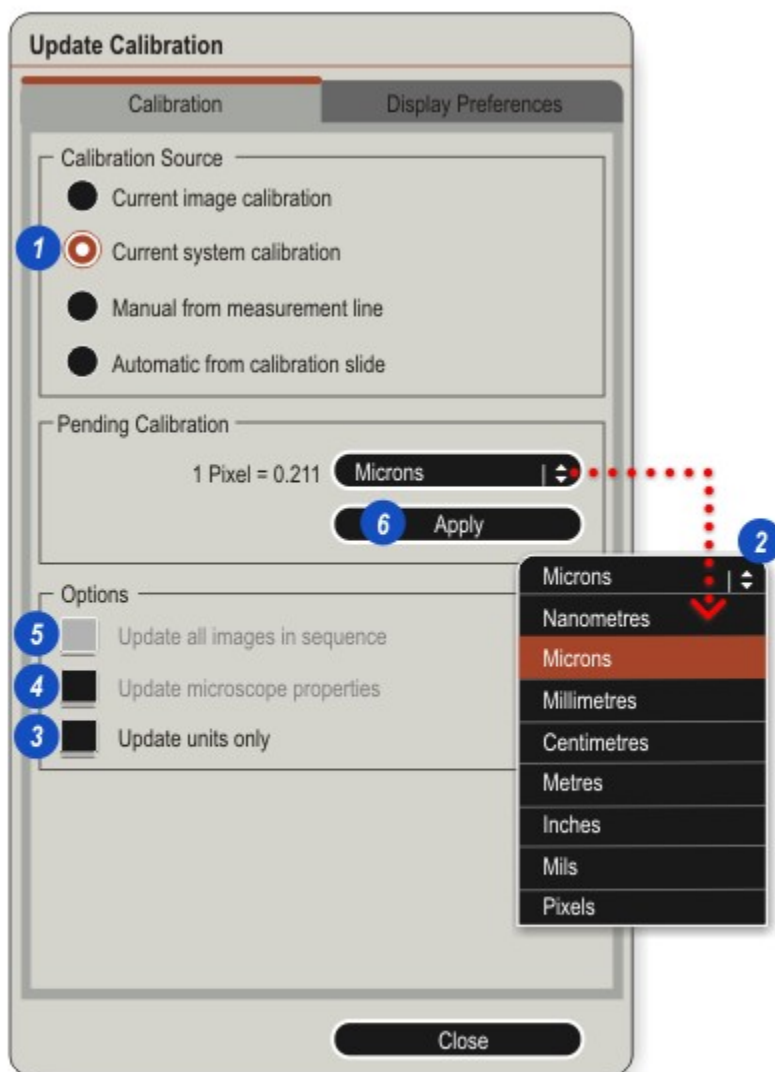 Update Calibration
Calibration Display Preferences
Calibration Source
Current image calibration
1 Current system calibration
Manual from measurement line
Automatic from calibration slide
Pending Calibration
1 Pixel = 0.211 Microns
6 Apply
2
Microns
Nanometres
Microns
Millimetres
Centimetres
Metres
Inches
Mils
Pixels
Options
5 Update all images in sequence
4 Update microscope properties
3 Update units only
Close